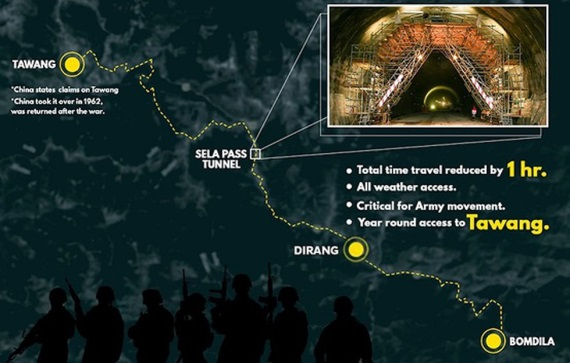 TAWANG
*China states claims on Tawang
*China took it over in 1962,
was returned after the war.
SELA PASS
TUNNEL
• Total time travel reduced by 1 hr.
• All weather access.
• Critical for Army movement.
• Year round access to Tawang.
DIRANG
BOMDILA